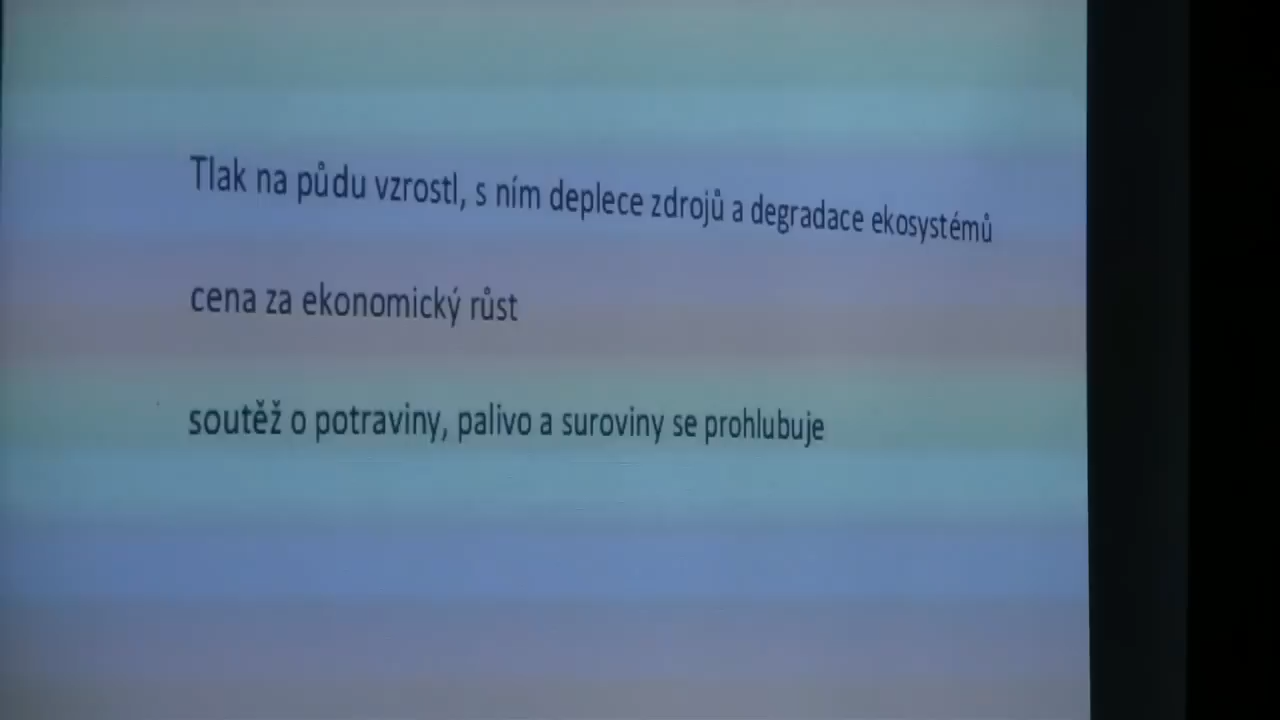 Tlak na půdu vzrostl, s ním deplece zdrojů a degradace ekosystémů
cena za ekonomický růst
soutěž o potraviny, palivo a suroviny se prohlubuje